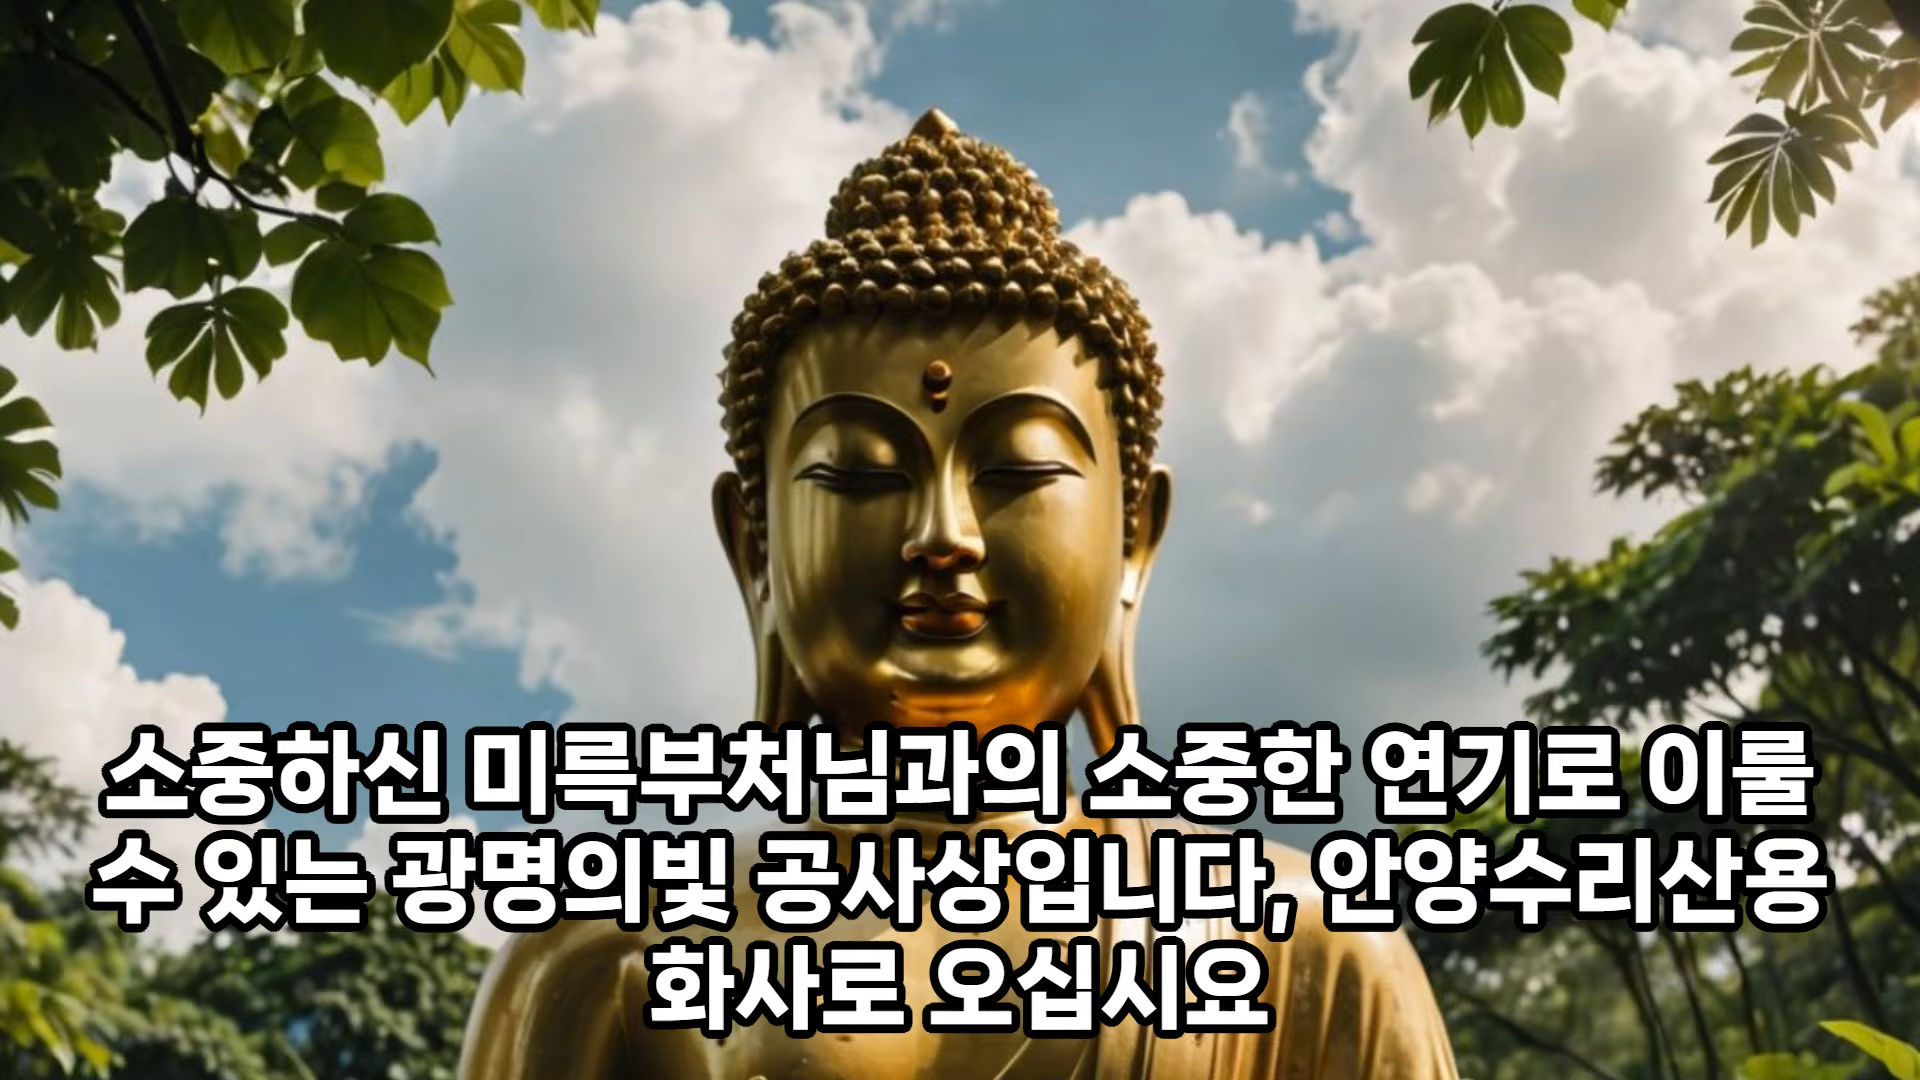 소중하신 미륵부처님과의 소중한 연기로 이룰
수 있는 광명의빛 공사상입니다, 안양수리산용
화사로 오십시요